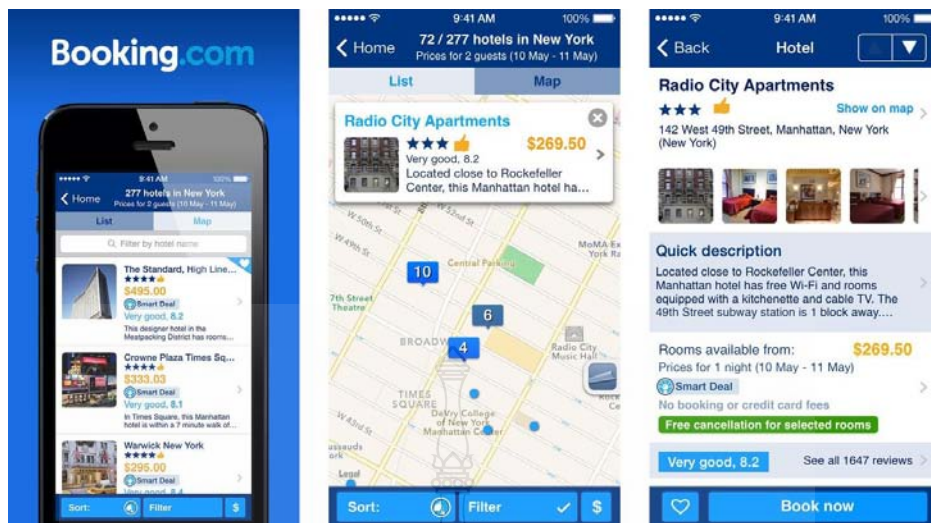 Booking.com
9:41 AM
100%
Home
277 hotels in New York
Prices for 2 guests (10 May - 11 May)
List
Map
Filter by hotel name
The Standard, High Line...
$495.00
Smart Deal
Very good, 8.2
This designer hotel in the
Meatpacking District has rooms...
Crowne Plaza Times Sq...
$333.03
Smart Deal
Very good, 8.1
In Times Square, this Manhattan
hotel is within a 7 minute walk of...
Warwick New York
$295.00
Smart Deal
Very good, 8.4
Sort:
Filter
$
9:41 AM
100%
Home
72 / 277 hotels in New York
Prices for 2 guests (10 May - 11 May)
List
Map
Radio City Apartments
$269.50
Very good, 8.2
Located close to Rockefeller
Center, this Manhattan hotel ha...
W 50th St
W 52nd St
W 49th St
MoMA
York
Central Parking
10
7th Street
Theatre
6
BROADW
4
Radio City
Music Hall
TIMES
SQUARE
DeVry College
of New York
Manhattan Center
W 43rd St
Legal
Sort:
Filter
$
9:41 AM
100%
Back
Hotel
Radio City Apartments
Show on map
142 West 49th Street, Manhattan, New York
(New York)
Quick description
Located close to Rockefeller Center, this
Manhattan hotel has free Wi-Fi and rooms
equipped with a kitchenette and cable TV. The
49th Street subway station is 1 block away....
Rooms available from:
$269.50
Prices for 1 night (10 May - 11 May)
Smart Deal
No booking or credit card fees
Free cancellation for selected rooms
Very good, 8.2
See all 1647 reviews
Book now